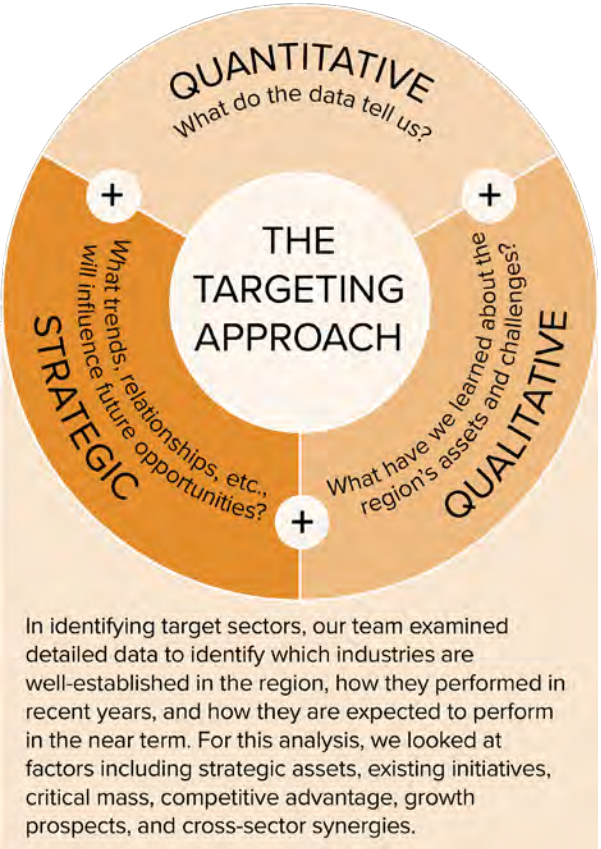 QUANTITATIVE
What do the data tell us?
+
+
THE
TARGETING
APPROACH
What trends, relationships, etc.,
will influence future opportunities?
STRATEGIC
What have we learned about the
region's assets and challenges?
QUALITATIVE
+
In identifying target sectors, our team examined
detailed data to identify which industries are
well-established in the region, how they performed in
recent years, and how they are expected to perform
in the near term. For this analysis, we looked at
factors including strategic assets, existing initiatives,
critical mass, competitive advantage, growth
prospects, and cross-sector synergies.